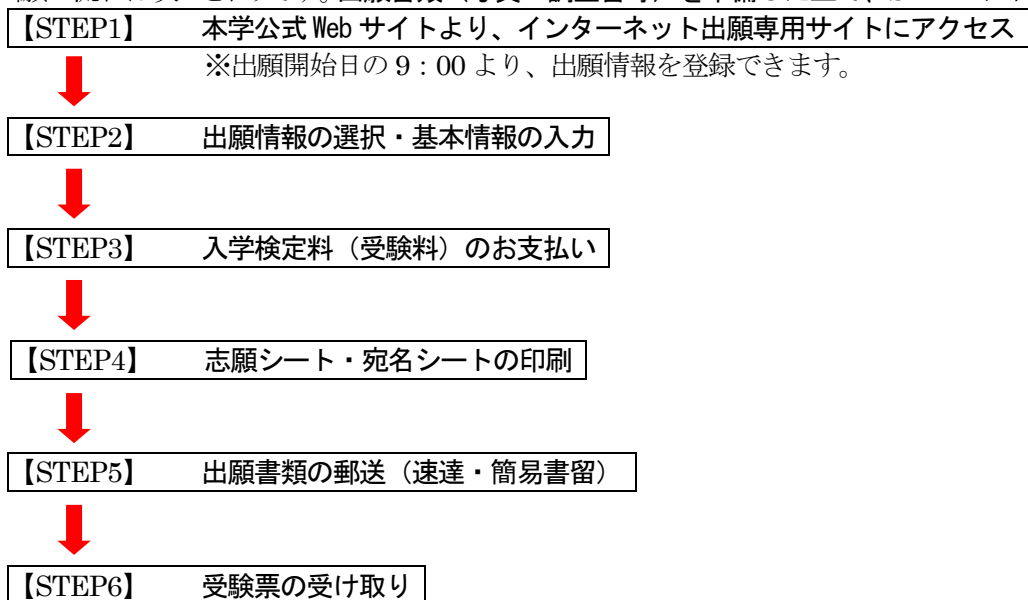 【STEP1】 本学公式 Web サイトより、インターネット出願専用サイトにアクセス
※出願開始日の 9：00 より、出願情報を登録できます。
【STEP2】 出願情報の選択・基本情報の入力
【STEP3】 入学検定料（受験料）のお支払い
【STEP4】 志願シート・宛名シートの印刷
【STEP5】 出願書類の郵送（速達・簡易書留）
【STEP6】 受験票の受け取り